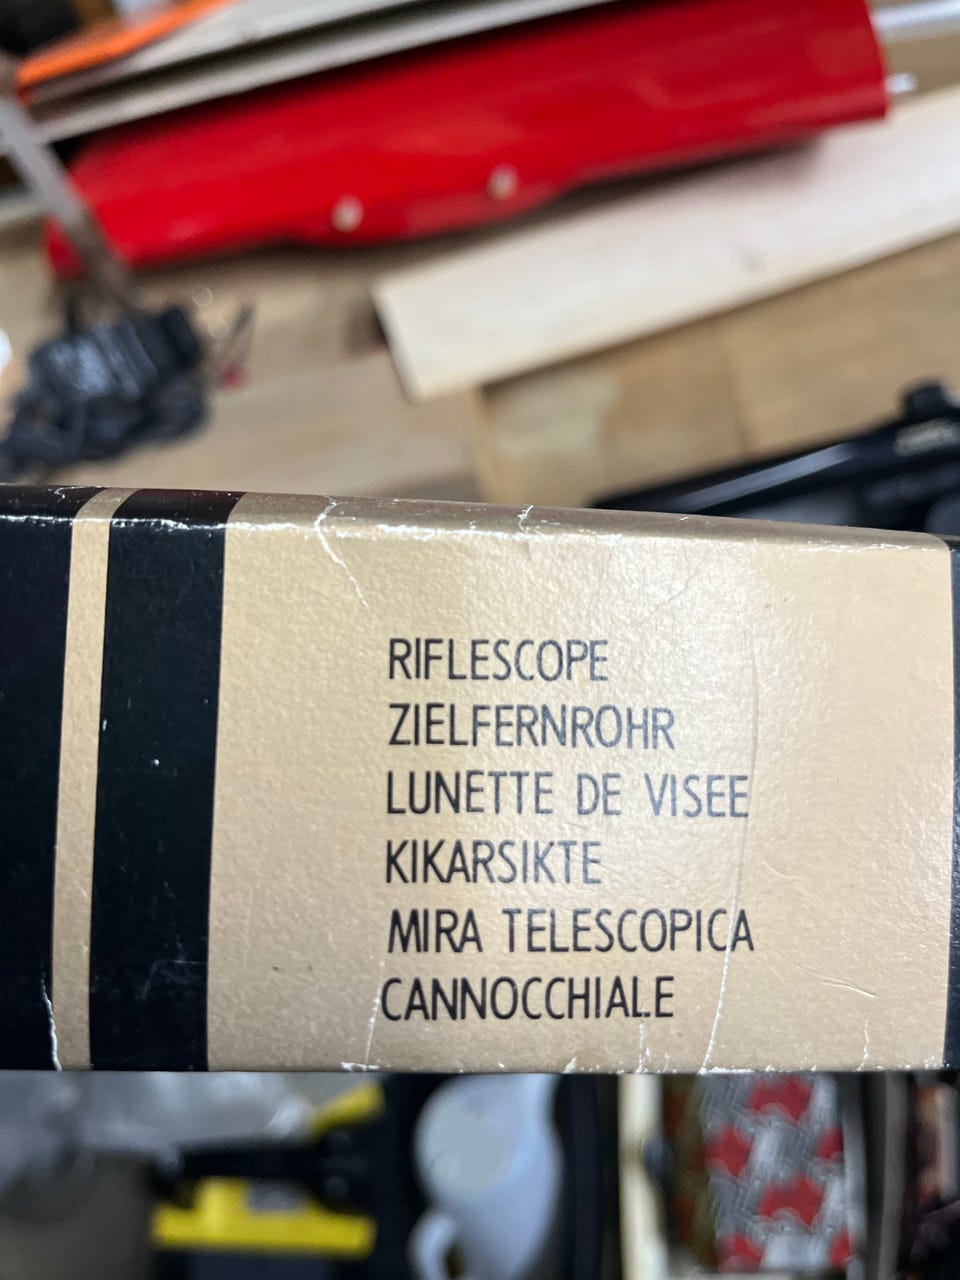 RIFLESCOPE
ZIELFERNROHR
LUNETTE DE VISEE
KIKARSIKTE
MIRA TELESCOPICA
CANNOCCHIALE